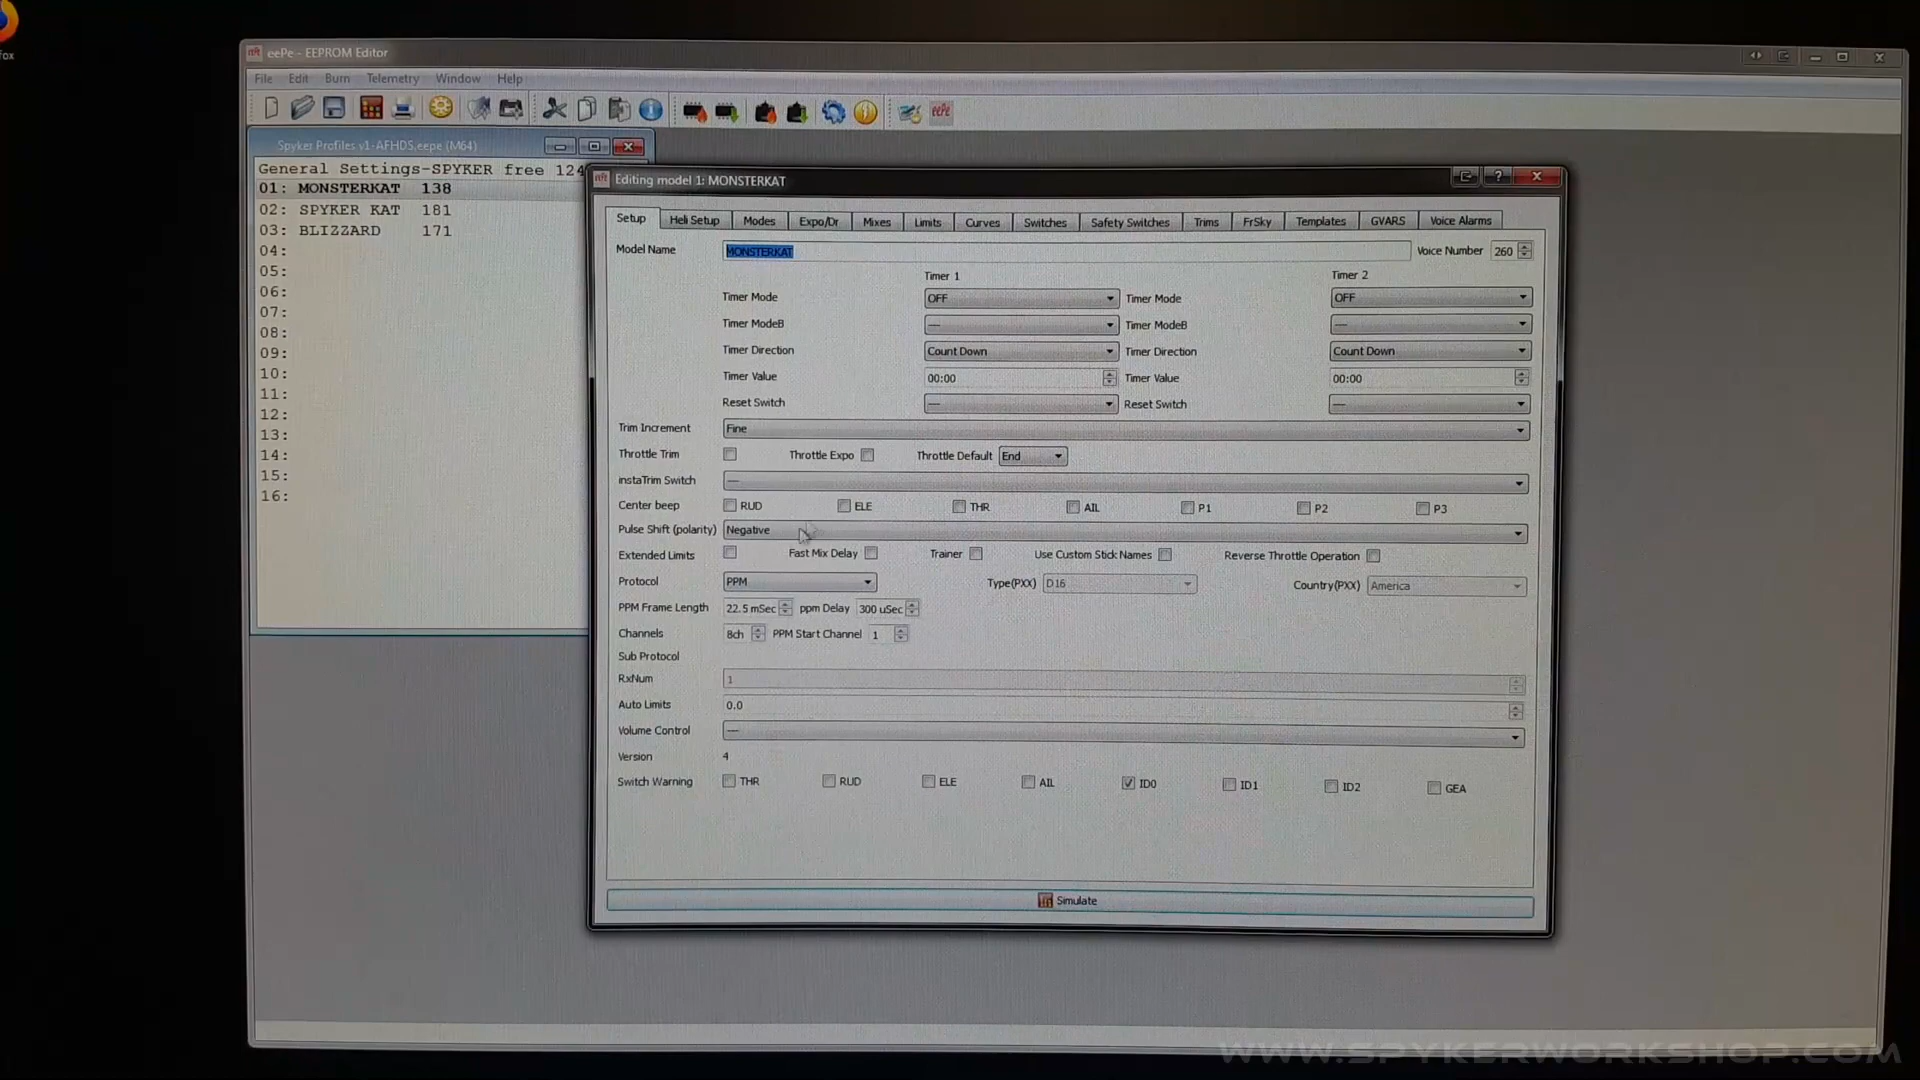 fox
eePe - EEPROM Editor
File Edit Burn Telemetry Window Help
eePe
Spyker Profiles v1-AFHDS.eepe (M64)
General Settings-SPYKER free 124
01: MONSTERKAT 138
02: SPYKER KAT 181
03: BLIZZARD 171
04:
05:
06:
07:
08:
09:
10:
11:
12:
13:
14:
15:
16:
Editing model 1: MONSTERKAT
Setup Heli Setup Modes Expo/Dr Mixes Limits Curves Switches Safety Switches Trims FrSky Templates GVARS Voice Alarms
Model Name MONSTERKAT Voice Number 260
Timer 1 Timer 2
Timer Mode OFF Timer Mode OFF
Timer ModeB --- Timer ModeB ---
Timer Direction Count Down Timer Direction Count Down
Timer Value 00:00 Timer Value 00:00
Reset Switch --- Reset Switch ---
Trim Increment Fine
Throttle Trim Throttle Expo Throttle Default End
instaTrim Switch ---
Center beep RUD ELE THR AIL P1 P2 P3
Pulse Shift (polarity) Negative
Extended Limits Fast Mix Delay Trainer Use Custom Stick Names Reverse Throttle Operation
Protocol PPM Type(PXX) D16 Country(PXX) America
PPM Frame Length 22.5 mSec ppm Delay 300 uSec
Channels 8ch PPM Start Channel 1
Sub Protocol
RxNum 1
Auto Limits 0.0
Volume Control ---
Version 4
Switch Warning THR RUD ELE AIL ID0 ID1 ID2 GEA
Simulate
WWW.SPYKERWORKSHOP.COM